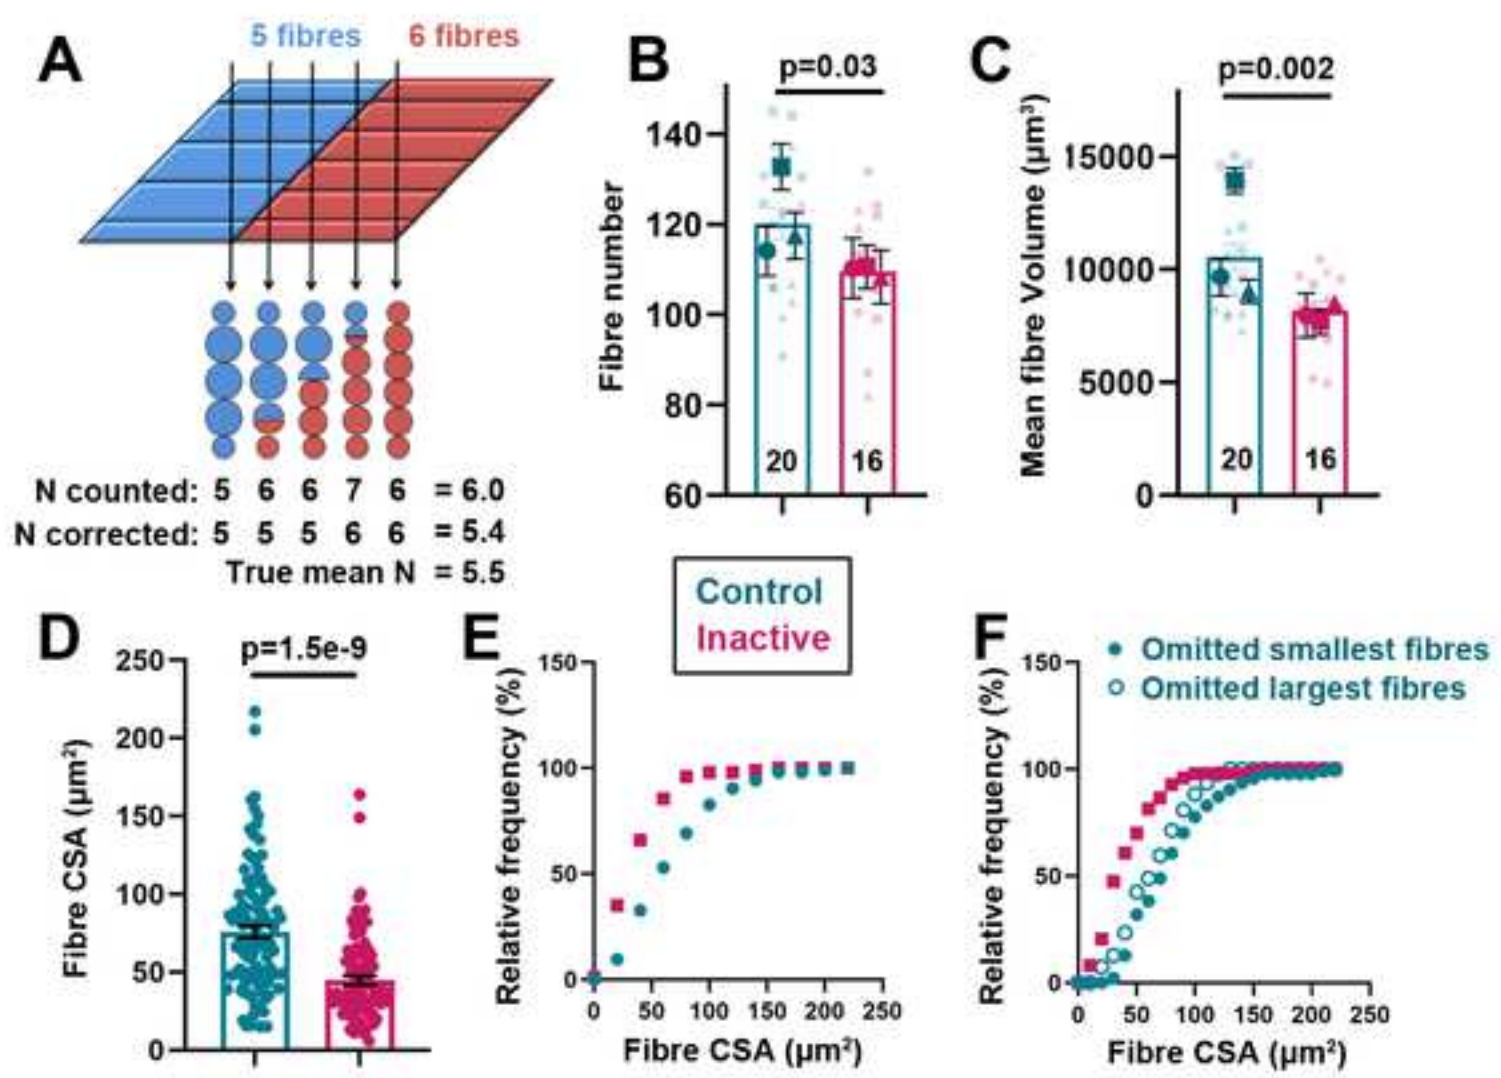 A
5 fibres 6 fibres
N counted: 5 6 6 7 6 = 6.0
N corrected: 5 5 5 6 6 = 5.4
True mean N = 5.5
B
p=0.03
Fibre number
140
120
100
80
60
20 16
C
p=0.002
Mean fibre Volume (µm³)
15000
10000
5000
0
20 16
Control
Inactive
D
p=1.5e-9
Fibre CSA (µm²)
250
200
150
100
50
0
E
Relative frequency (%)
150
100
50
0
0 50 100 150 200 250
Fibre CSA (µm²)
F
Omitted smallest fibres
Omitted largest fibres
Relative frequency (%)
150
100
50
0
0 50 100 150 200 250
Fibre CSA (µm²)